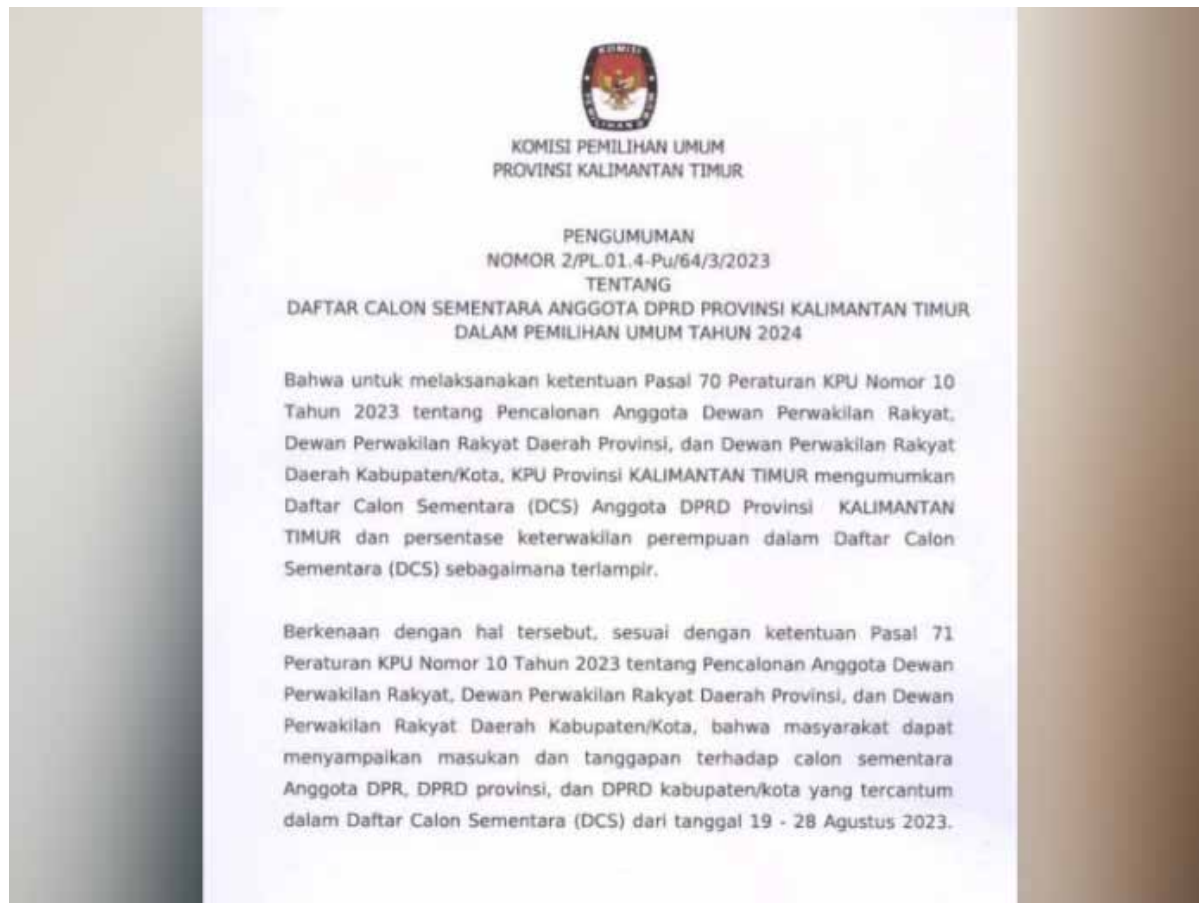 KOMISI
PEMILIHAN UMUM
KOMISI PEMILIHAN UMUM
PROVINSI KALIMANTAN TIMUR
PENGUMUMAN
NOMOR 2/PL.01.4-Pu/64/3/2023
TENTANG
DAFTAR CALON SEMENTARA ANGGOTA DPRD PROVINSI KALIMANTAN TIMUR
DALAM PEMILIHAN UMUM TAHUN 2024
Bahwa untuk melaksanakan ketentuan Pasal 70 Peraturan KPU Nomor 10
Tahun 2023 tentang Pencalonan Anggota Dewan Perwakilan Rakyat,
Dewan Perwakilan Rakyat Daerah Provinsi, dan Dewan Perwakilan Rakyat
Daerah Kabupaten/Kota, KPU Provinsi KALIMANTAN TIMUR mengumumkan
Daftar Calon Sementara (DCS) Anggota DPRD Provinsi KALIMANTAN
TIMUR dan persentase keterwakilan perempuan dalam Daftar Calon
Sementara (DCS) sebagaimana terlampir.
Berkenaan dengan hal tersebut, sesuai dengan ketentuan Pasal 71
Peraturan KPU Nomor 10 Tahun 2023 tentang Pencalonan Anggota Dewan
Perwakilan Rakyat, Dewan Perwakilan Rakyat Daerah Provinsi, dan Dewan
Perwakilan Rakyat Daerah Kabupaten/Kota, bahwa masyarakat dapat
menyampaikan masukan dan tanggapan terhadap calon sementara
Anggota DPR, DPRD provinsi, dan DPRD kabupaten/kota yang tercantum
dalam Daftar Calon Sementara (DCS) dari tanggal 19 - 28 Agustus 2023.